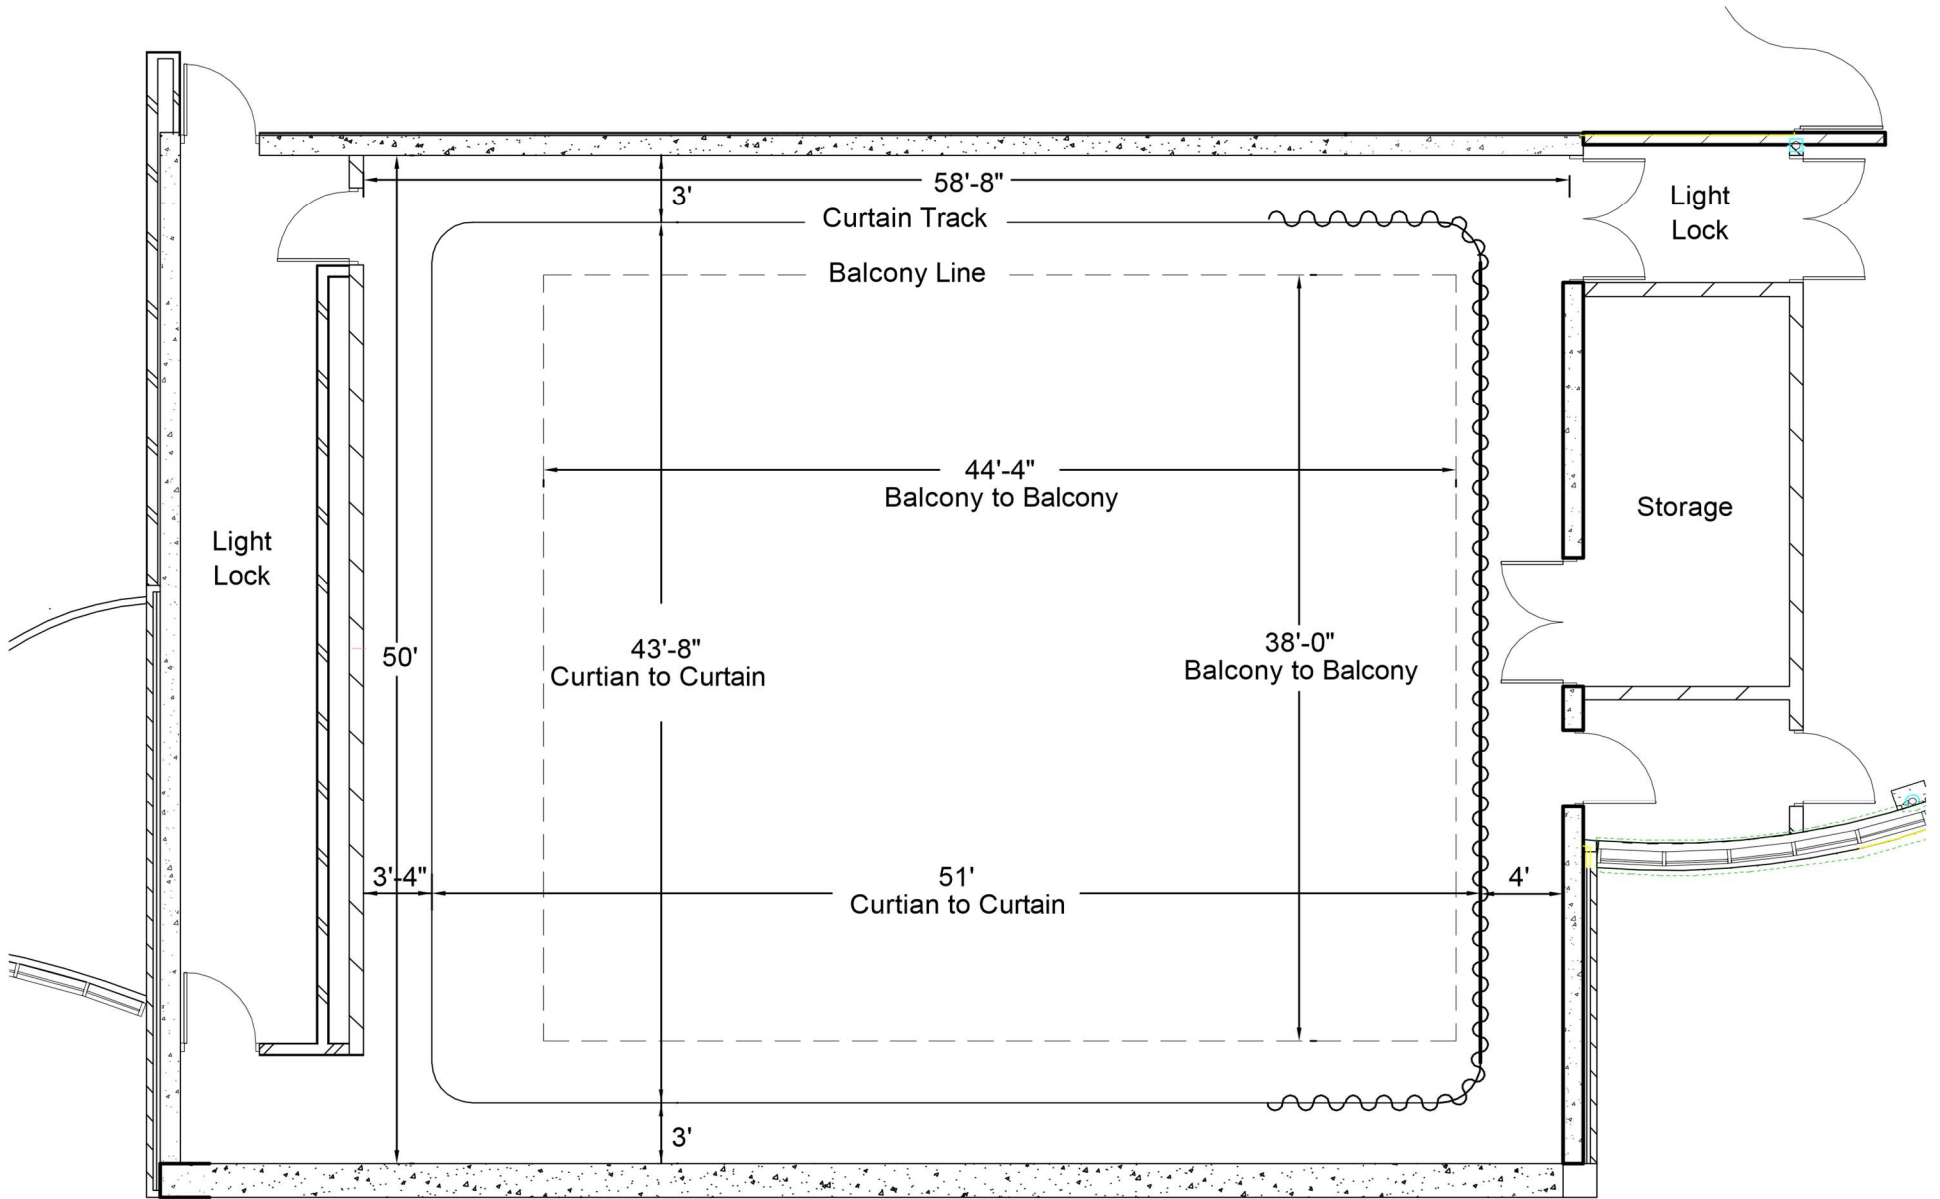 58'-8"
3'
Light
Lock
Curtain Track
Balcony Line
44'-4"
Balcony to Balcony
Storage
Light
Lock
50'
43'-8"
Curtian to Curtain
38'-0"
Balcony to Balcony
3'-4"
51'
Curtian to Curtain
4'
3'